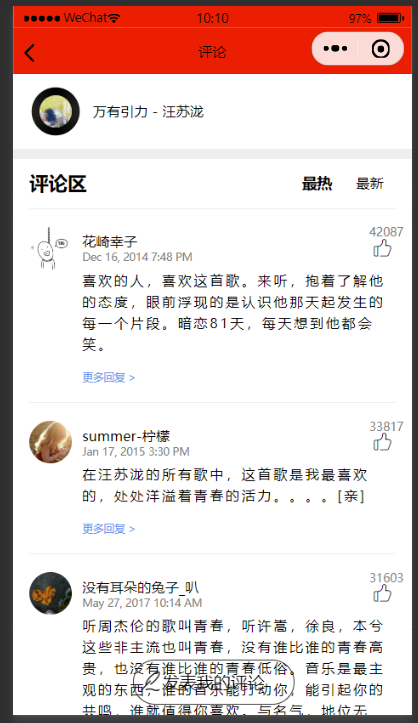 WeChat 10:10 97%
评论
万有引力 - 汪苏泷
评论区 最热 最新
花崎幸子 42087
Dec 16, 2014 7:48 PM
喜欢的人，喜欢这首歌。来听，抱着了解他
的态度，眼前浮现的是认识他那天起发生的
每一个片段。暗恋81天，每天想到他都会
笑。
更多回复 >
summer-柠檬 33817
Jan 17, 2015 3:30 PM
在汪苏泷的所有歌中，这首歌是我最喜欢
的，处处洋溢着青春的活力。。。。[亲]
更多回复 >
没有耳朵的兔子_叭 31603
May 27, 2017 10:14 AM
听周杰伦的歌叫青春，听许嵩，徐良，本兮
这些非主流也叫青春，没有谁比谁的青春高
贵，也没有谁比谁的青春低俗。音乐是最主
观的东西，谁的音乐能打动你，能引起你的
共鸣，谁就值得你喜欢。与名气，地位无
发表我的评论